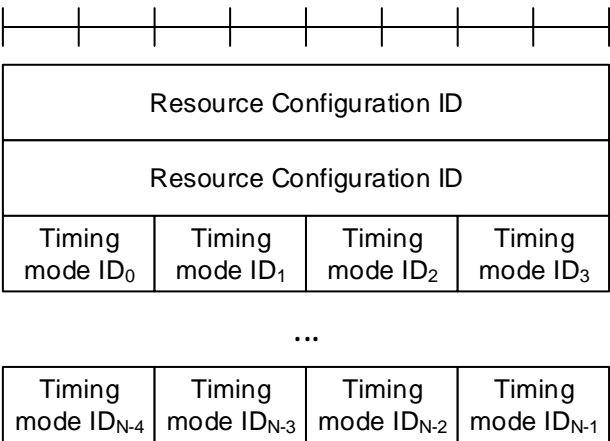 Resource Configuration ID
Resource Configuration ID
Timing mode ID₀ Timing mode ID₁ Timing mode ID₂ Timing mode ID₃
...
Timing mode IDN-4 Timing mode IDN-3 Timing mode IDN-2 Timing mode IDN-1